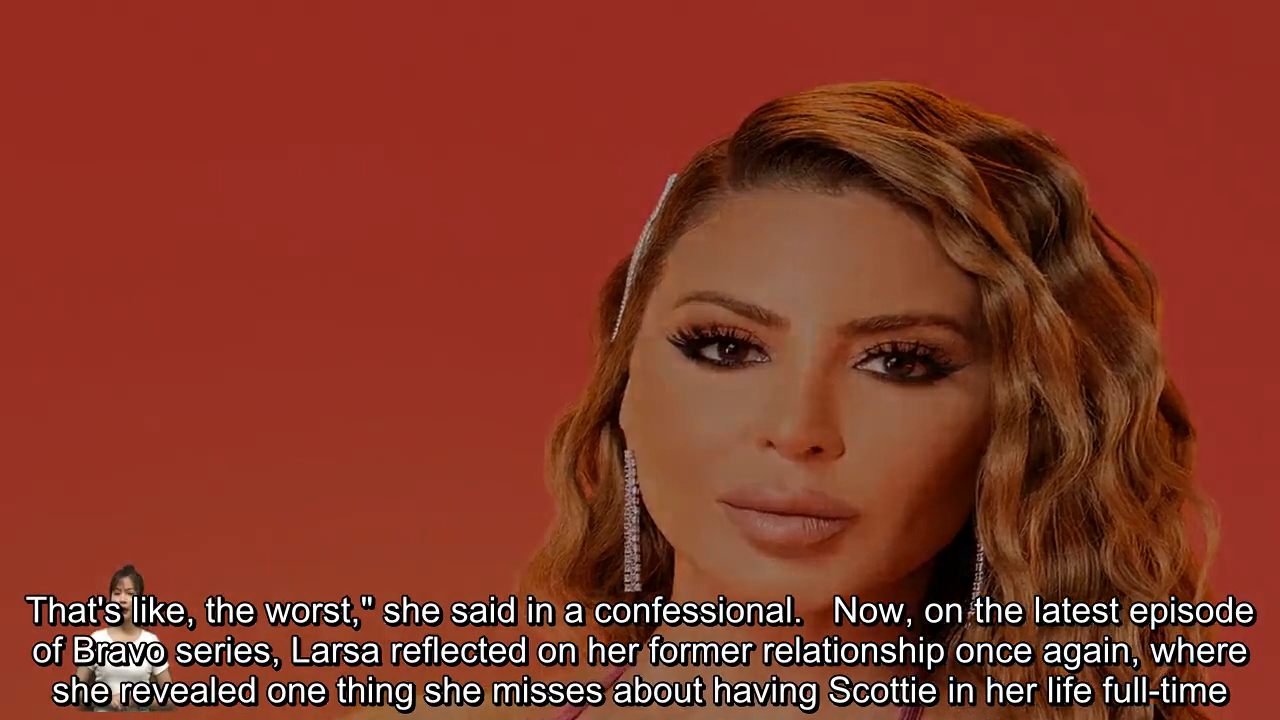 That's like, the worst," she said in a confessional.   Now, on the latest episode
of Bravo series, Larsa reflected on her former relationship once again, where
she revealed one thing she misses about having Scottie in her life full-time